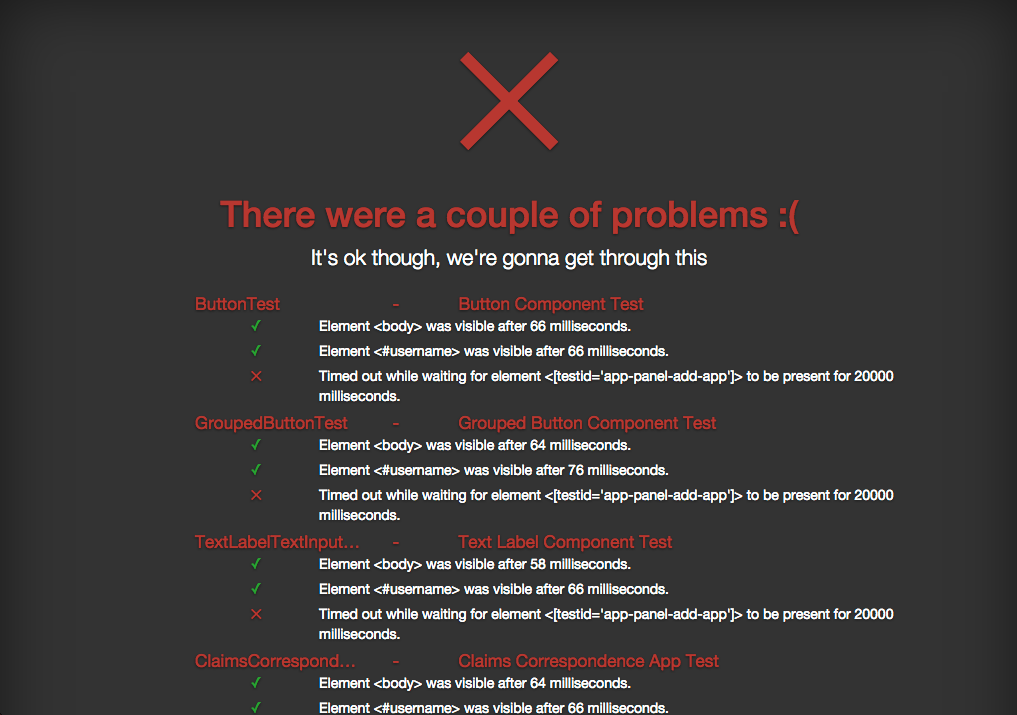 There were a couple of problems :(
It's ok though, we're gonna get through this
ButtonTest - Button Component Test
✓ Element <body> was visible after 66 milliseconds.
✓ Element <#username> was visible after 66 milliseconds.
✕ Timed out while waiting for element <[testid='app-panel-add-app']> to be present for 20000
milliseconds.
GroupedButtonTest - Grouped Button Component Test
✓ Element <body> was visible after 64 milliseconds.
✓ Element <#username> was visible after 76 milliseconds.
✕ Timed out while waiting for element <[testid='app-panel-add-app']> to be present for 20000
milliseconds.
TextLabelTextInput... - Text Label Component Test
✓ Element <body> was visible after 58 milliseconds.
✓ Element <#username> was visible after 66 milliseconds.
✕ Timed out while waiting for element <[testid='app-panel-add-app']> to be present for 20000
milliseconds.
ClaimsCorrespond... - Claims Correspondence App Test
✓ Element <body> was visible after 64 milliseconds.
✓ Element <#username> was visible after 66 milliseconds.